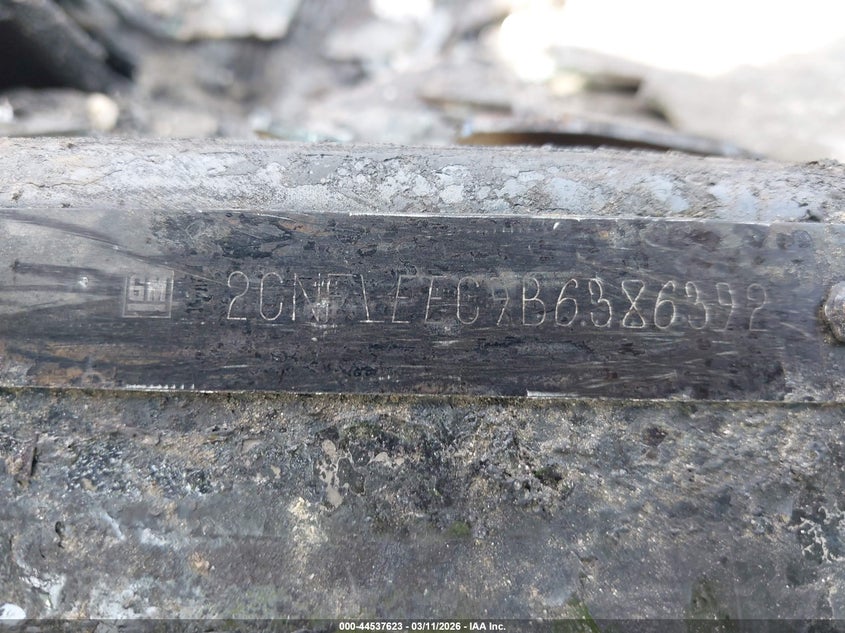 GM 2CNFLEEC9B6386392
000-44537623 - 03/11/2026 - IAA Inc.